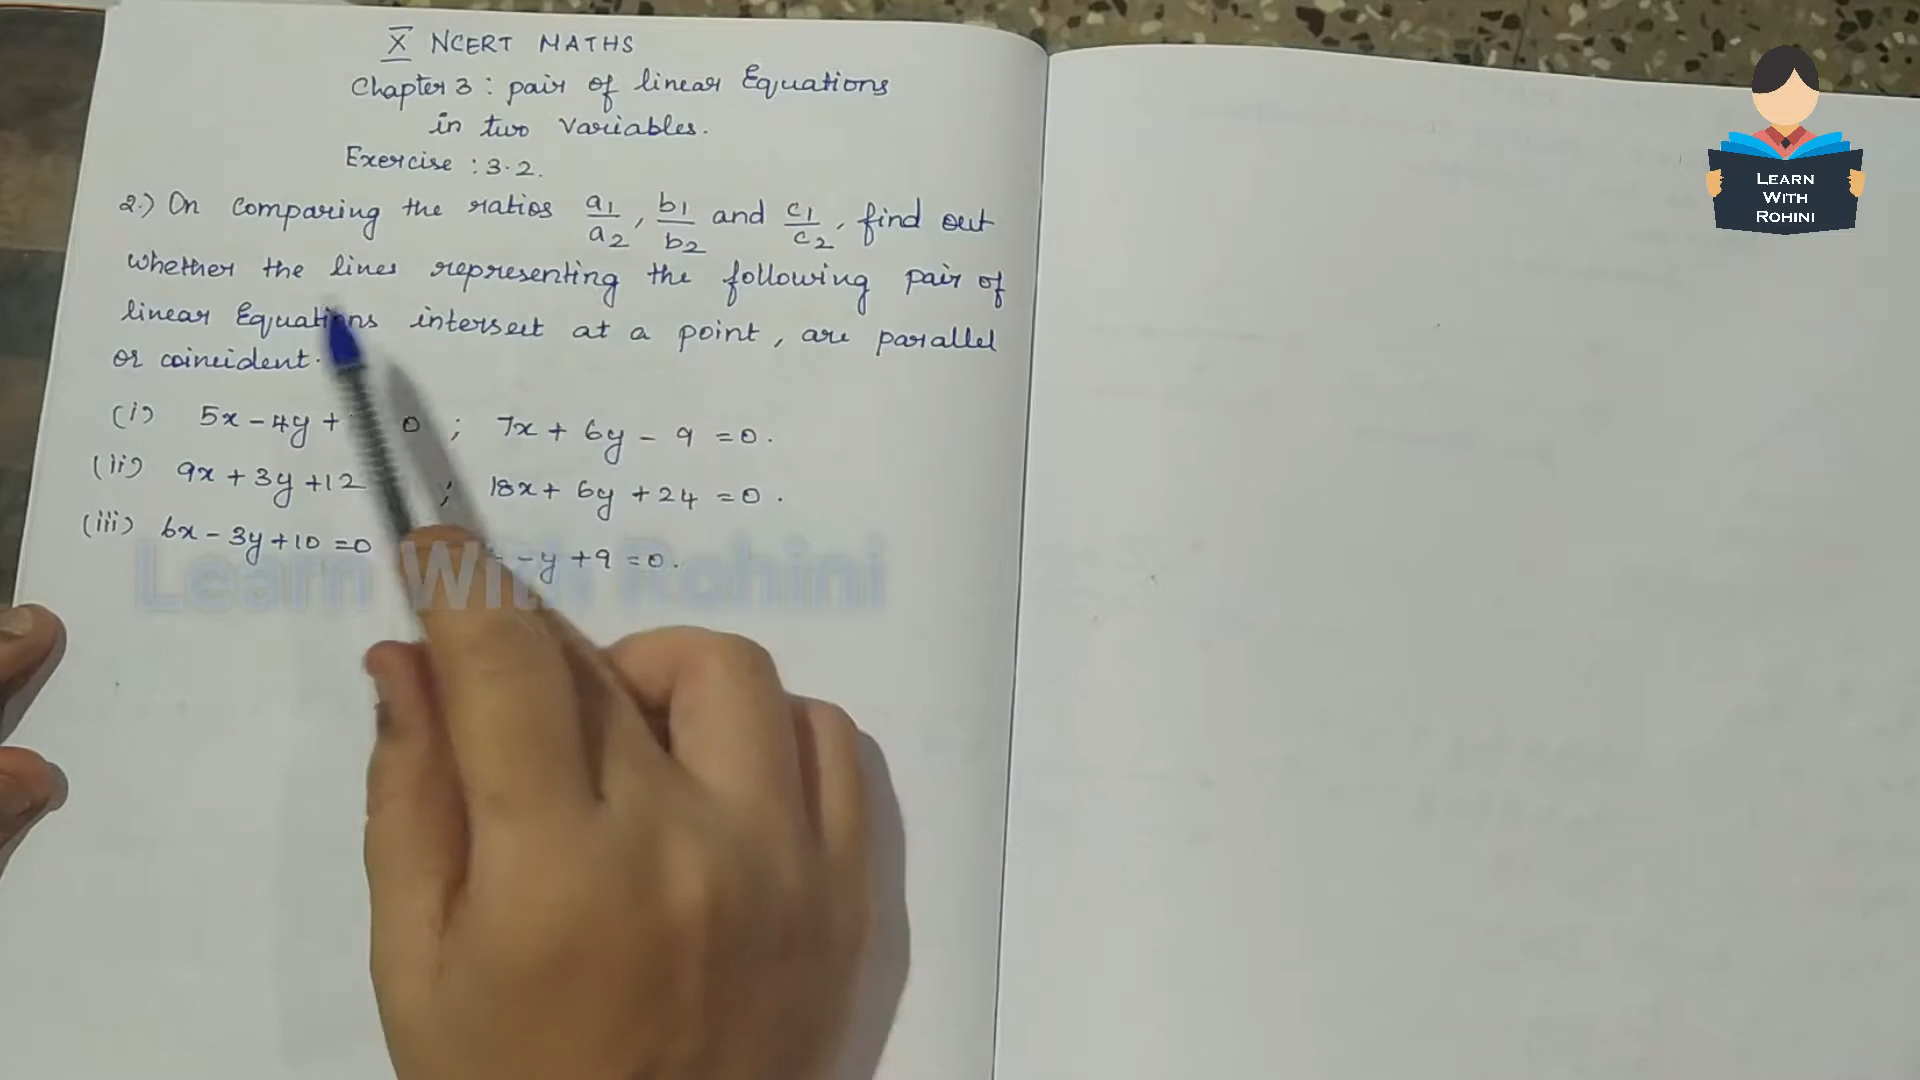 X NCERT MATHS
Chapter 3 : pair of linear Equations
in two variables.
Exercise : 3.2.
2.) On Comparing the ratios a1/a2, b1/b2 and c1/c2, find out
whether the lines representing the following pair of
linear Equations intersect at a point, are parallel
or coincident.
(i) 5x - 4y + 0 ; 7x + 6y - 9 = 0.
(ii) 9x + 3y + 12 ; 18x + 6y + 24 = 0.
(iii) 6x - 3y + 10 = 0 - y + 9 = 0.
Learn With Rohini
LEARN
WITH
ROHINI